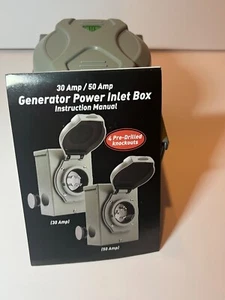 30 Amp / 50 Amp
Generator Power Inlet Box
Instruction Manual
4 Pre-Drilled
knockouts
(30 Amp)
(50 Amp)